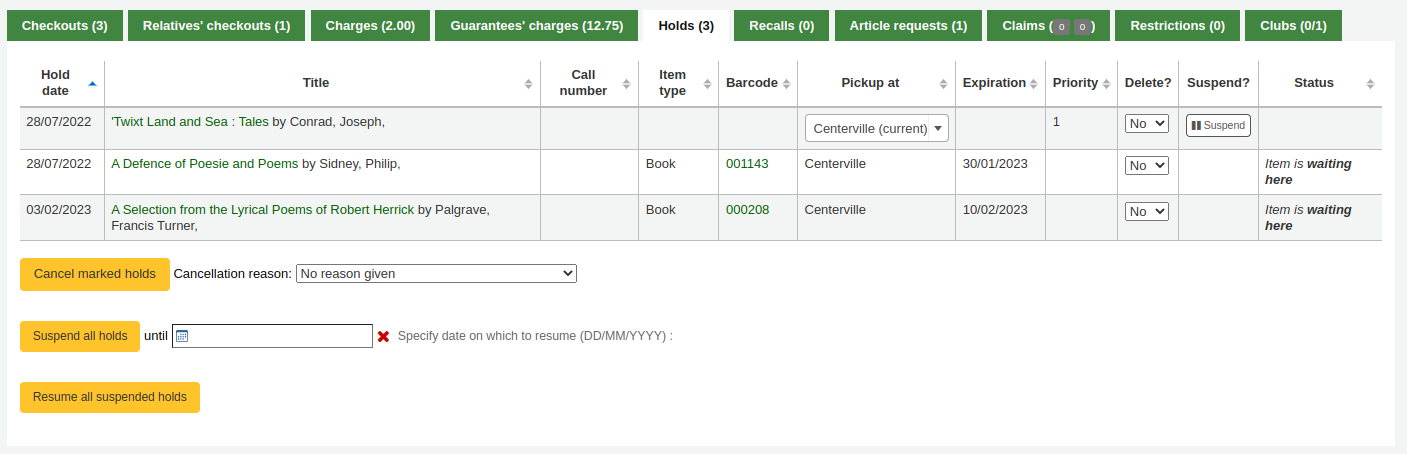 Checkouts (3) Relatives' checkouts (1) Charges (2.00) Guarantees' charges (12.75) Holds (3) Recalls (0) Article requests (1) Claims (0 0) Restrictions (0) Clubs (0/1)
Hold date Title Call number Item type Barcode Pickup at Expiration Priority Delete? Suspend? Status
28/07/2022 'Twixt Land and Sea : Tales by Conrad, Joseph, Centerville (current) 1 No Suspend
28/07/2022 A Defence of Poesie and Poems by Sidney, Philip, Book 001143 Centerville 30/01/2023 No Item is waiting
here
03/02/2023 A Selection from the Lyrical Poems of Robert Herrick by Palgrave, Book 000208 Centerville 10/02/2023 No Item is waiting
Francis Turner, here
Cancel marked holds Cancellation reason: No reason given
Suspend all holds until Specify date on which to resume (DD/MM/YYYY) :
Resume all suspended holds